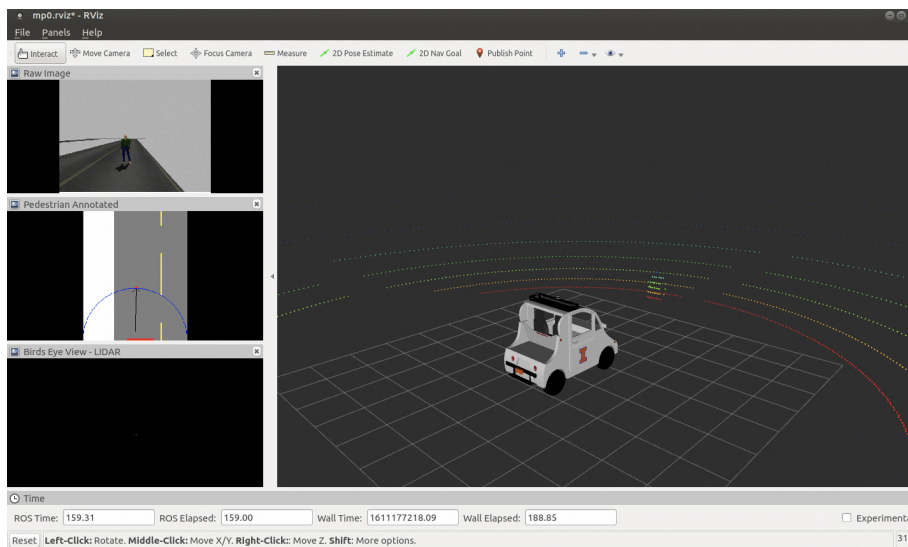 mp0.rviz* - RViz
File Panels Help
Interact Move Camera Select Focus Camera Measure 2D Pose Estimate 2D Nav Goal Publish Point
Raw Image
Pedestrian Annotated
Birds Eye View - LIDAR
I
Time
ROS Time: 159.31 ROS Elapsed: 159.00 Wall Time: 1611177218.09 Wall Elapsed: 188.85 Experimenta
Reset Left-Click: Rotate. Middle-Click: Move X/Y. Right-Click:: Move Z. Shift: More options. 31